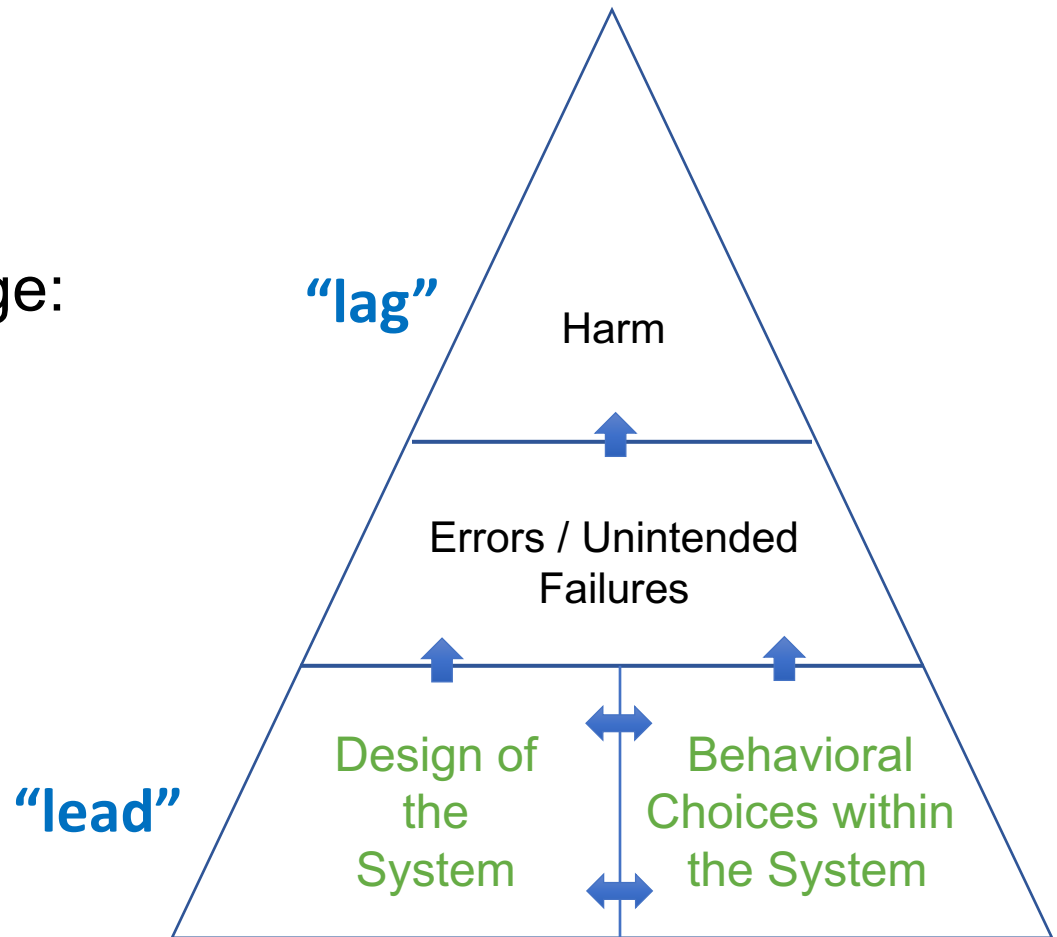 ge:
“lag”
Harm
Errors / Unintended
Failures
“lead”
Design of
the
System
Behavioral
Choices within
the System